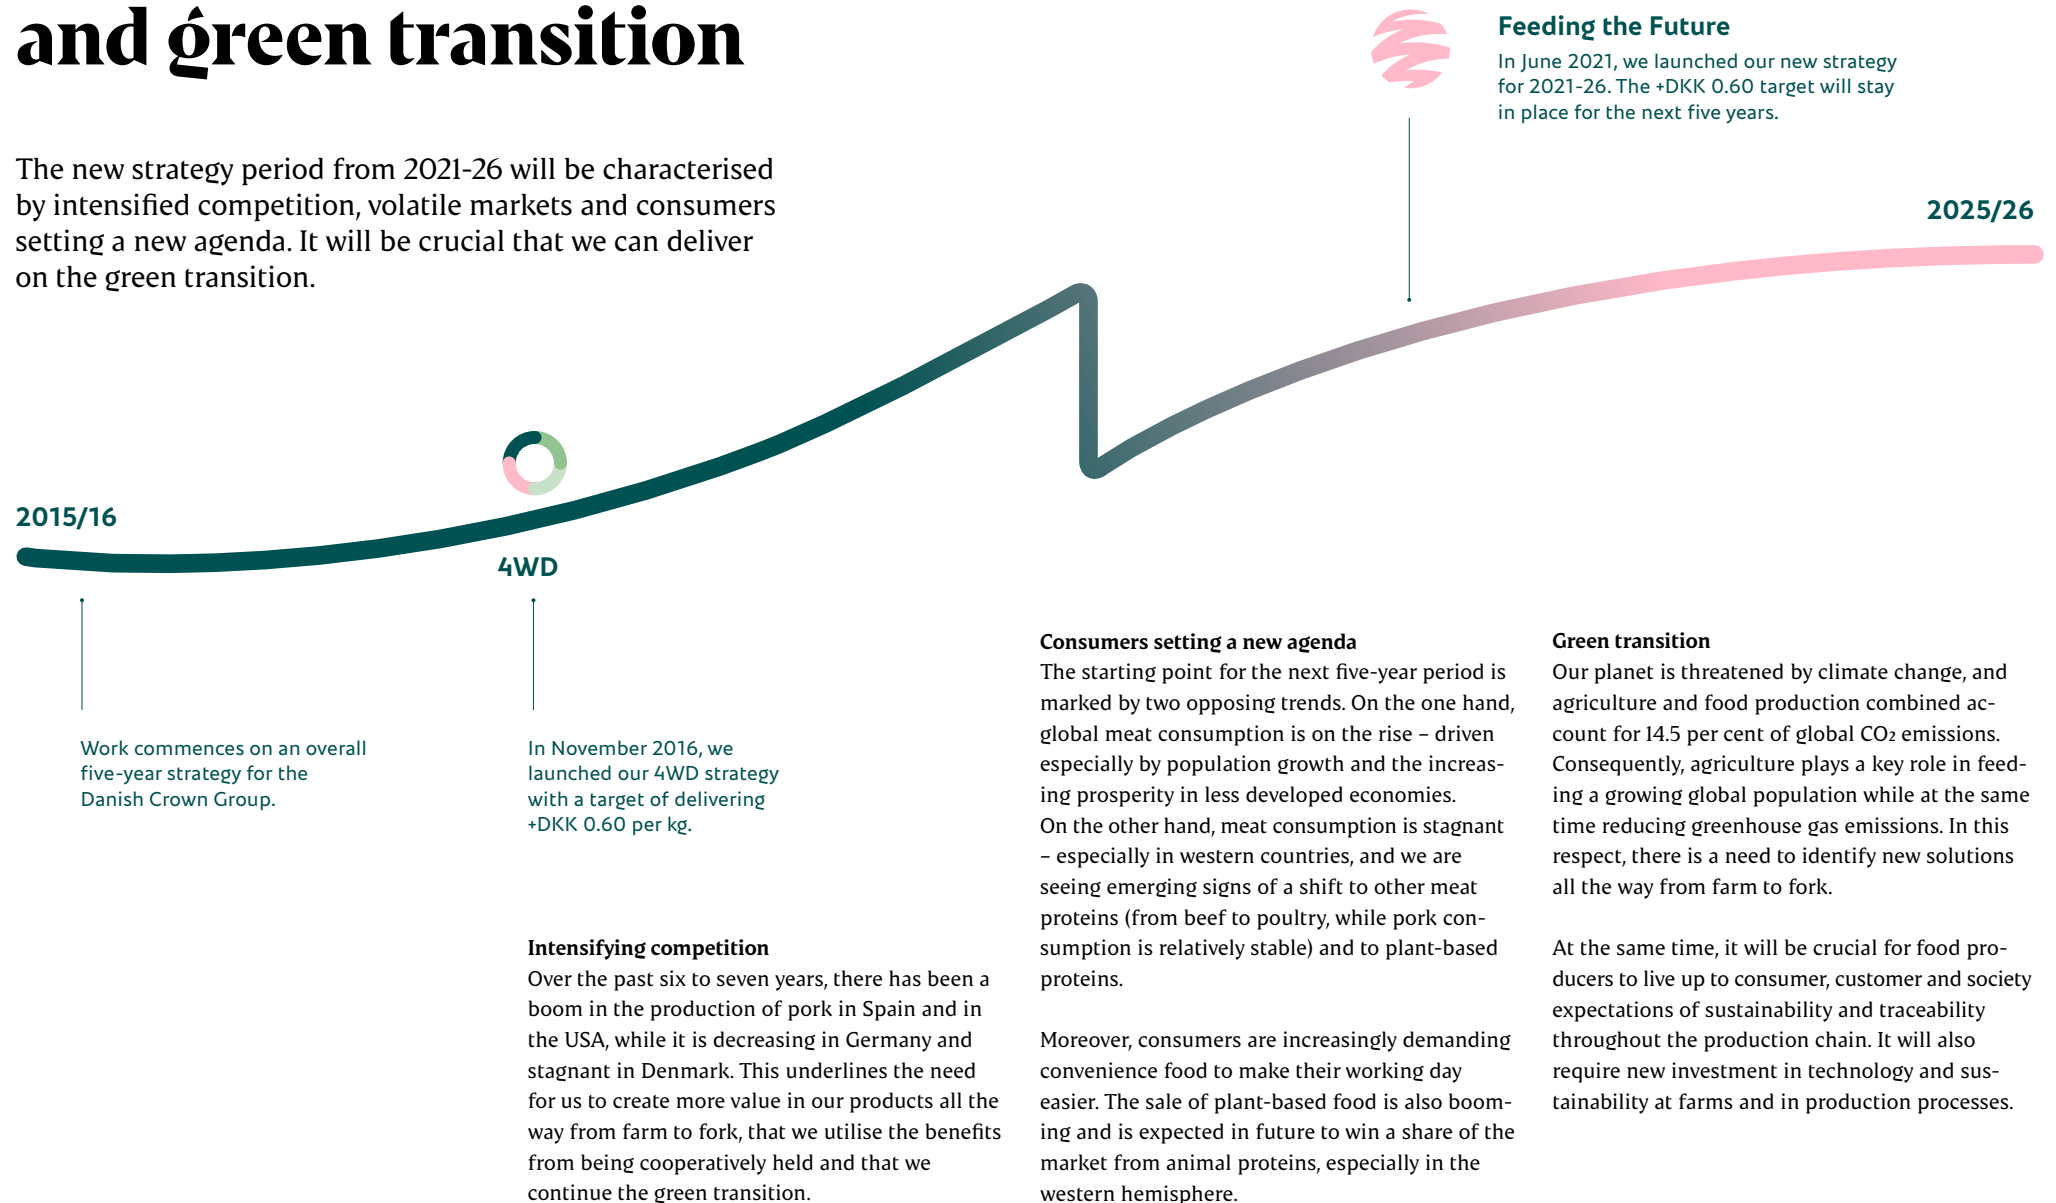 and green transition
The new strategy period from 2021-26 will be characterised
by intensified competition, volatile markets and consumers
setting a new agenda. It will be crucial that we can deliver
on the green transition.
Feeding the Future
In June 2021, we launched our new strategy
for 2021-26. The +DKK 0.60 target will stay
in place for the next five years.
2025/26
2015/16
4WD
Work commences on an overall
five-year strategy for the
Danish Crown Group.
In November 2016, we
launched our 4WD strategy
with a target of delivering
+DKK 0.60 per kg.
Intensifying competition
Over the past six to seven years, there has been a
boom in the production of pork in Spain and in
the USA, while it is decreasing in Germany and
stagnant in Denmark. This underlines the need
for us to create more value in our products all the
way from farm to fork, that we utilise the benefits
from being cooperatively held and that we
continue the green transition.
Consumers setting a new agenda
The starting point for the next five-year period is
marked by two opposing trends. On the one hand,
global meat consumption is on the rise – driven
especially by population growth and the increas-
ing prosperity in less developed economies.
On the other hand, meat consumption is stagnant
– especially in western countries, and we are
seeing emerging signs of a shift to other meat
proteins (from beef to poultry, while pork con-
sumption is relatively stable) and to plant-based
proteins.
Moreover, consumers are increasingly demanding
convenience food to make their working day
easier. The sale of plant-based food is also boom-
ing and is expected in future to win a share of the
market from animal proteins, especially in the
western hemisphere.
Green transition
Our planet is threatened by climate change, and
agriculture and food production combined ac-
count for 14.5 per cent of global CO₂ emissions.
Consequently, agriculture plays a key role in feed-
ing a growing global population while at the same
time reducing greenhouse gas emissions. In this
respect, there is a need to identify new solutions
all the way from farm to fork.
At the same time, it will be crucial for food pro-
ducers to live up to consumer, customer and society
expectations of sustainability and traceability
throughout the production chain. It will also
require new investment in technology and sus-
tainability at farms and in production processes.